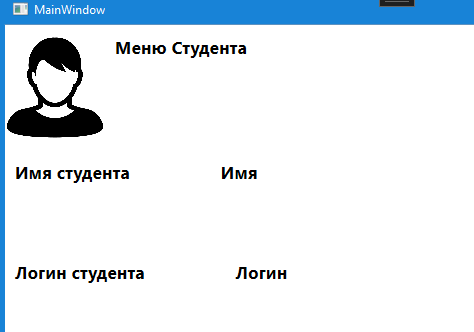 MainWindow
Меню Студента
Имя студента Имя
Логин студента Логин